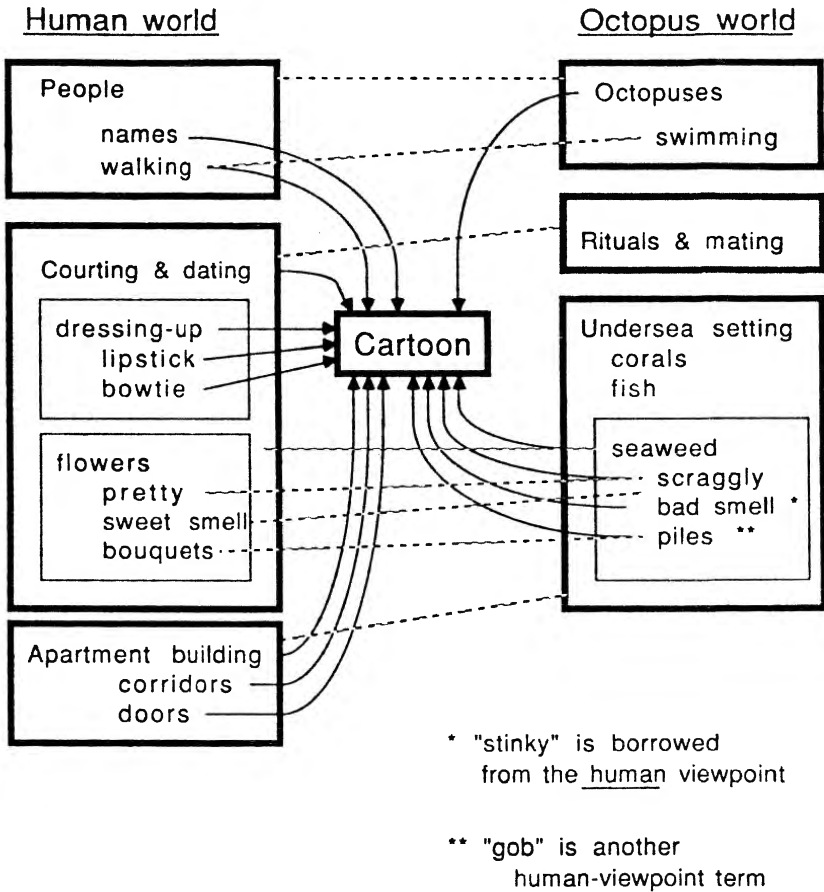 Human world
Octopus world
People
names
walking
Octopuses
swimming
Courting & dating
dressing-up
lipstick
bowtie
flowers
pretty
sweet smell
bouquets
Cartoon
Rituals & mating
Undersea setting
corals
fish
seaweed
scraggly
bad smell *
piles **
Apartment building
corridors
doors
* "stinky" is borrowed
from the human viewpoint
** "gob" is another
human-viewpoint term